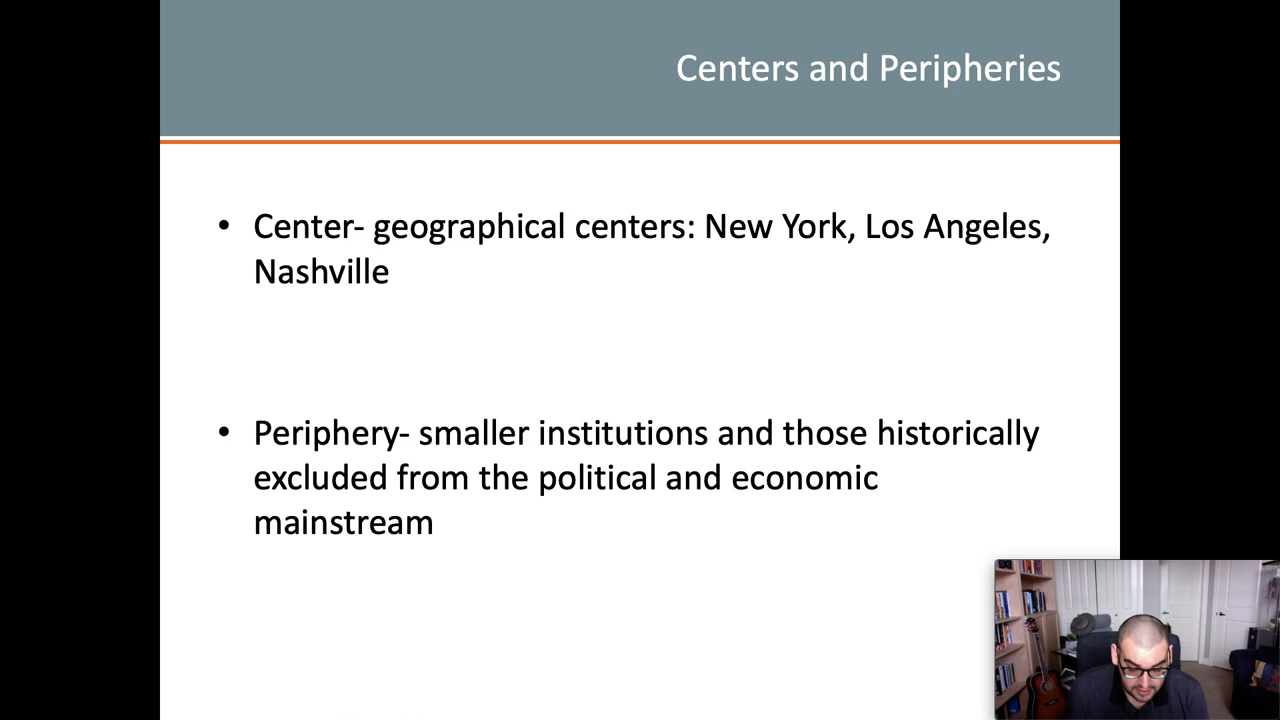 Centers and Peripheries
• Center- geographical centers: New York, Los Angeles,
Nashville
• Periphery- smaller institutions and those historically
excluded from the political and economic
mainstream